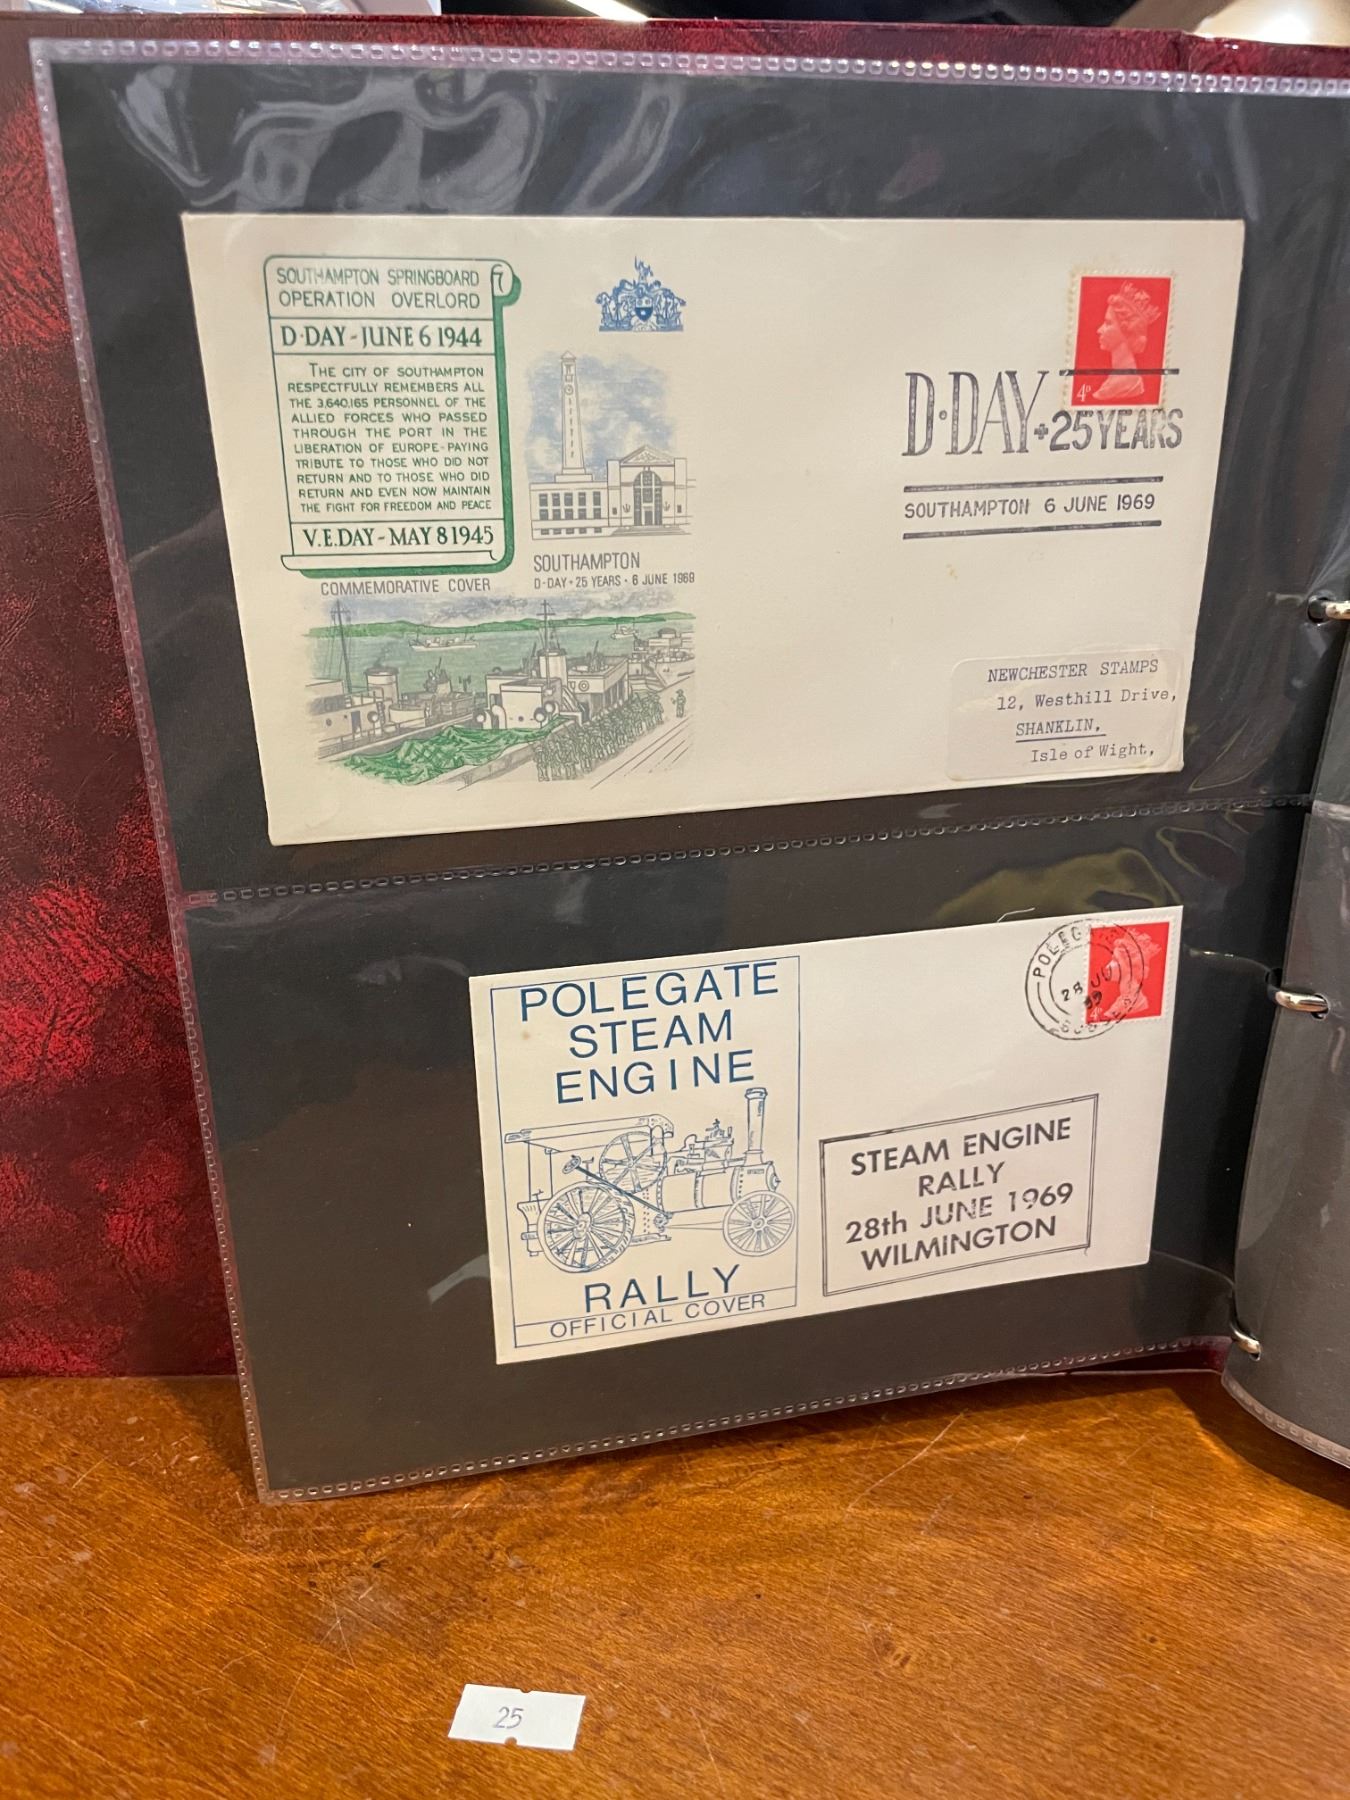 SOUTHAMPTON SPRINGBOARD
OPERATION OVERLORD
D·DAY - JUNE 6 1944
THE CITY OF SOUTHAMPTON
RESPECTFULLY REMEMBERS ALL
THE 3,640,165 PERSONNEL OF THE
ALLIED FORCES WHO PASSED
THROUGH THE PORT IN THE
LIBERATION OF EUROPE - PAYING
TRIBUTE TO THOSE WHO DID NOT
RETURN AND TO THOSE WHO DID
RETURN AND EVEN NOW MAINTAIN
THE FIGHT FOR FREEDOM AND PEACE
V.E.DAY - MAY 8 1945
COMMEMORATIVE COVER
SOUTHAMPTON
D-DAY + 25 YEARS · 6 JUNE 1969
4D
D·DAY + 25 YEARS
SOUTHAMPTON 6 JUNE 1969
NEWCHESTER STAMPS
12, Westhill Drive,
SHANKLIN,
Isle of Wight,
POLEGATE
STEAM
ENGINE
RALLY
OFFICIAL COVER
28
4D
STEAM ENGINE
RALLY
28th JUNE 1969
WILMINGTON
25